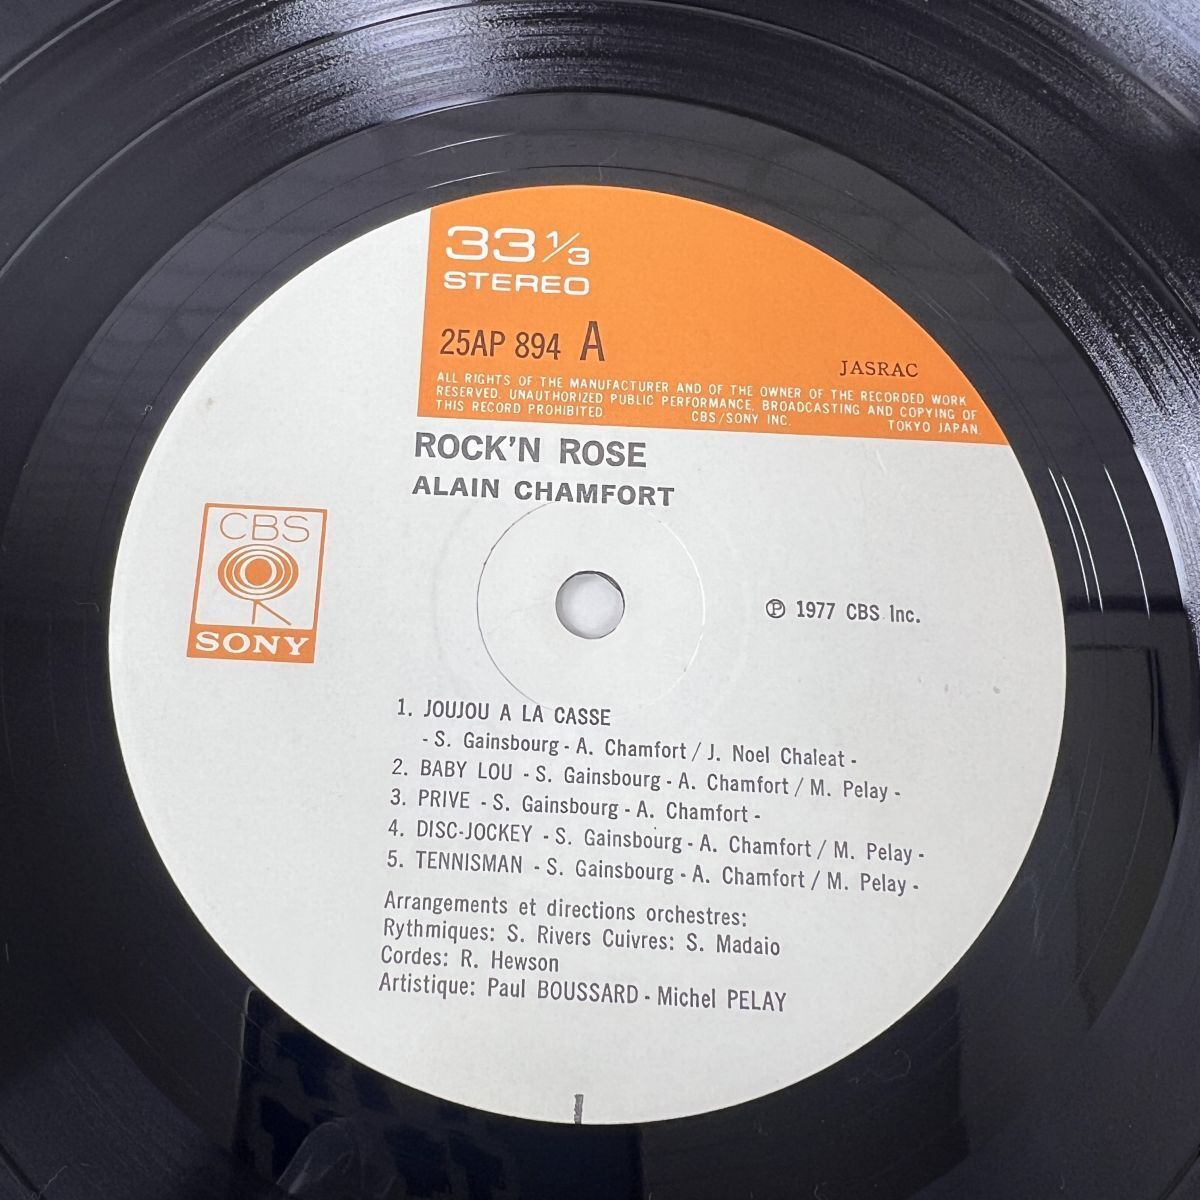 33 1/3
STEREO
25AP 894 A
JASRAC
ALL RIGHTS OF THE MANUFACTURER AND OF THE OWNER OF THE RECORDED WORK
RESERVED. UNAUTHORIZED PUBLIC PERFORMANCE, BROADCASTING AND COPYING OF
THIS RECORD PROHIBITED. CBS/SONY INC. TOKYO JAPAN
ROCK'N ROSE
ALAIN CHAMFORT
CBS
SONY
℗ 1977 CBS Inc.
1. JOUJOU A LA CASSE
- S. Gainsbourg - A. Chamfort / J. Noel Chaleat -
2. BABY LOU - S. Gainsbourg - A. Chamfort / M. Pelay -
3. PRIVE - S. Gainsbourg - A. Chamfort -
4. DISC-JOCKEY - S. Gainsbourg - A. Chamfort / M. Pelay -
5. TENNISMAN - S. Gainsbourg - A. Chamfort / M. Pelay -
Arrangements et directions orchestres:
Rythmiques: S. Rivers Cuivres: S. Madaio
Cordes: R. Hewson
Artistique: Paul BOUSSARD - Michel PELAY